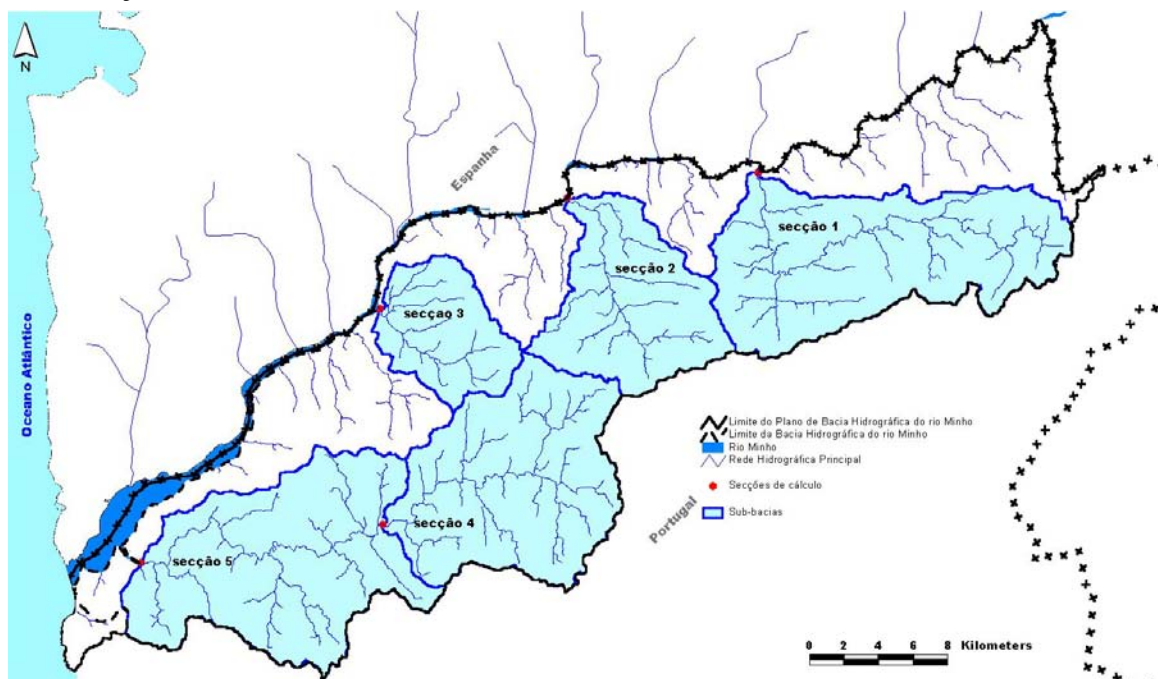 N
Espanha
secção 1
secção 2
secçao 3
Oceano Atlântico
Limite do Plano de Bacia Hidrográfica do rio Minho
Limite da Bacia Hidrográfica do rio Minho
Rio Minho
Rede Hidrográfica Principal
Secções de cálculo
Sub-bacias
Portugal
secção 4
secção 5
0 2 4 6 8 Kilometers